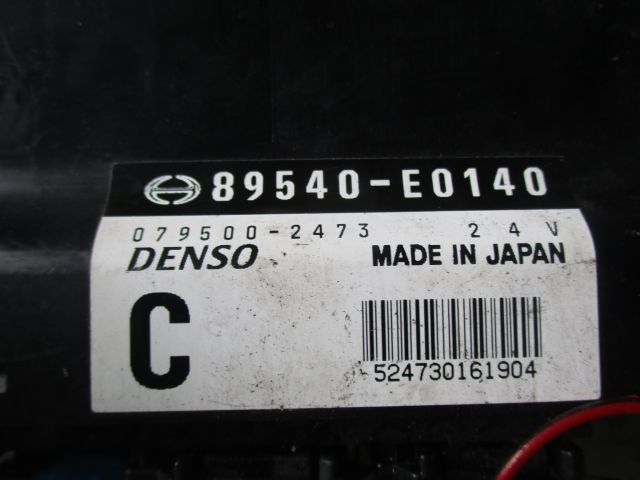 89540-E0140
079500-2473 24V
DENSO MADE IN JAPAN
C
524730161904